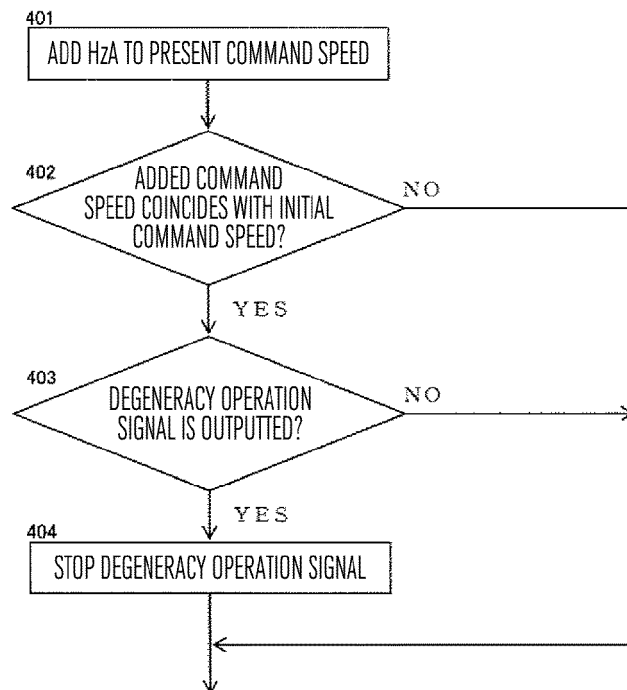 401
ADD HzA TO PRESENT COMMAND SPEED
402
ADDED COMMAND
SPEED COINCIDES WITH INITIAL
COMMAND SPEED?
NO
YES
403
DEGENERACY OPERATION
SIGNAL IS OUTPUTTED?
NO
YES
404
STOP DEGENERACY OPERATION SIGNAL